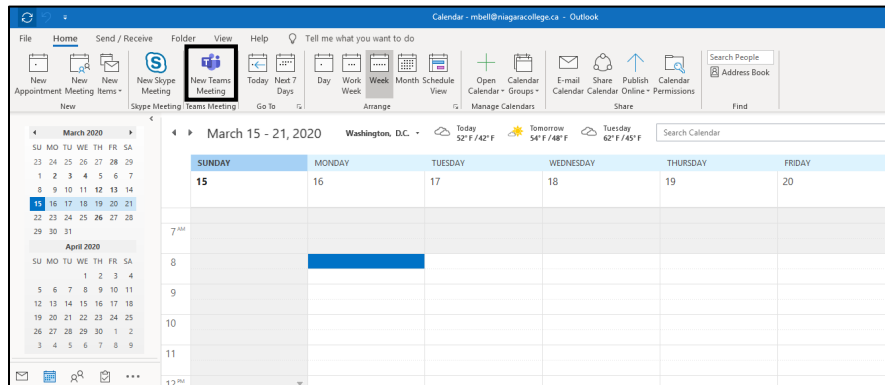 Calendar - mbell@niagaracollege.ca - Outlook
File Home Send / Receive Folder View Help Tell me what you want to do
New Appointment
New Meeting
New Items
New
New Skype Meeting
Skype Meeting
New Teams Meeting
Teams Meeting
Today
Next 7 Days
Go To
Day
Work Week
Week
Month
Schedule View
Arrange
Open Calendar
Calendar Groups
Manage Calendars
E-mail Calendar
Share Calendar
Publish Online
Calendar Permissions
Share
Search People
Address Book
Find
March 2020
SU MO TU WE TH FR SA
23 24 25 26 27 28 29
1 2 3 4 5 6 7
8 9 10 11 12 13 14
15 16 17 18 19 20 21
22 23 24 25 26 27 28
29 30 31
April 2020
SU MO TU WE TH FR SA
1 2 3 4
5 6 7 8 9 10 11
12 13 14 15 16 17 18
19 20 21 22 23 24 25
26 27 28 29 30 1 2
3 4 5 6 7 8 9
March 15 - 21, 2020
Washington, D.C.
Today
52° F / 42° F
Tomorrow
54° F / 48° F
Tuesday
62° F / 45° F
Search Calendar
SUNDAY MONDAY TUESDAY WEDNESDAY THURSDAY FRIDAY
15 16 17 18 19 20
7 AM
8
9
10
11
12 PM